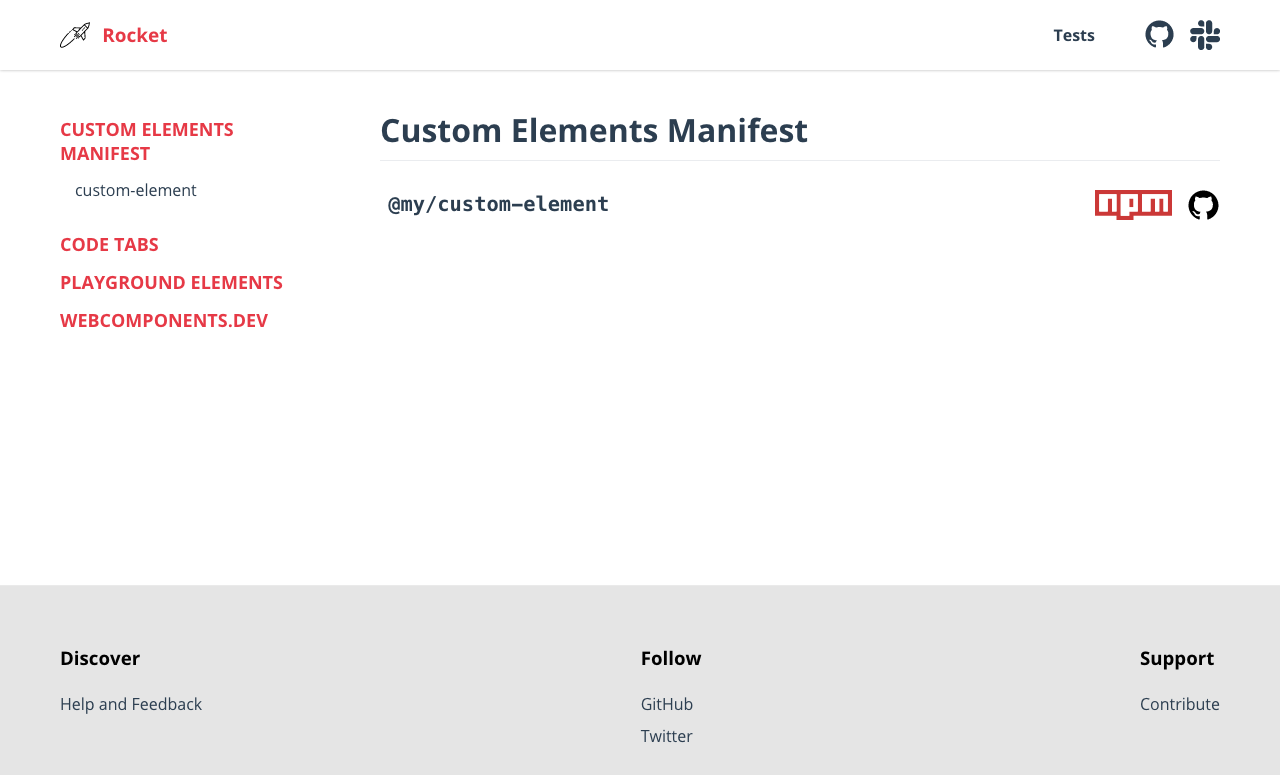 Rocket
Tests
CUSTOM ELEMENTS
MANIFEST
custom-element
CODE TABS
PLAYGROUND ELEMENTS
WEBCOMPONENTS.DEV
Custom Elements Manifest
@my/custom-element
npm
Discover
Help and Feedback
Follow
GitHub
Twitter
Support
Contribute